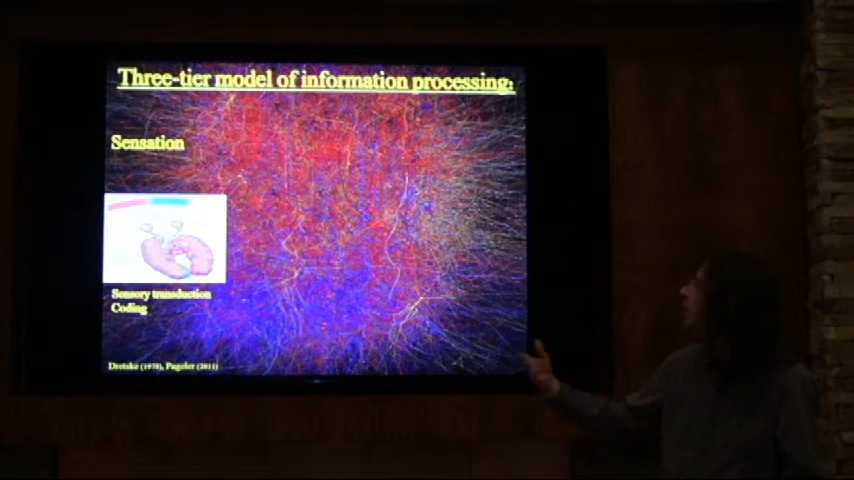 Three-tier model of information processing:
Sensation
Sensory transduction
Coding
Dretske (1978), Pageler (2011)